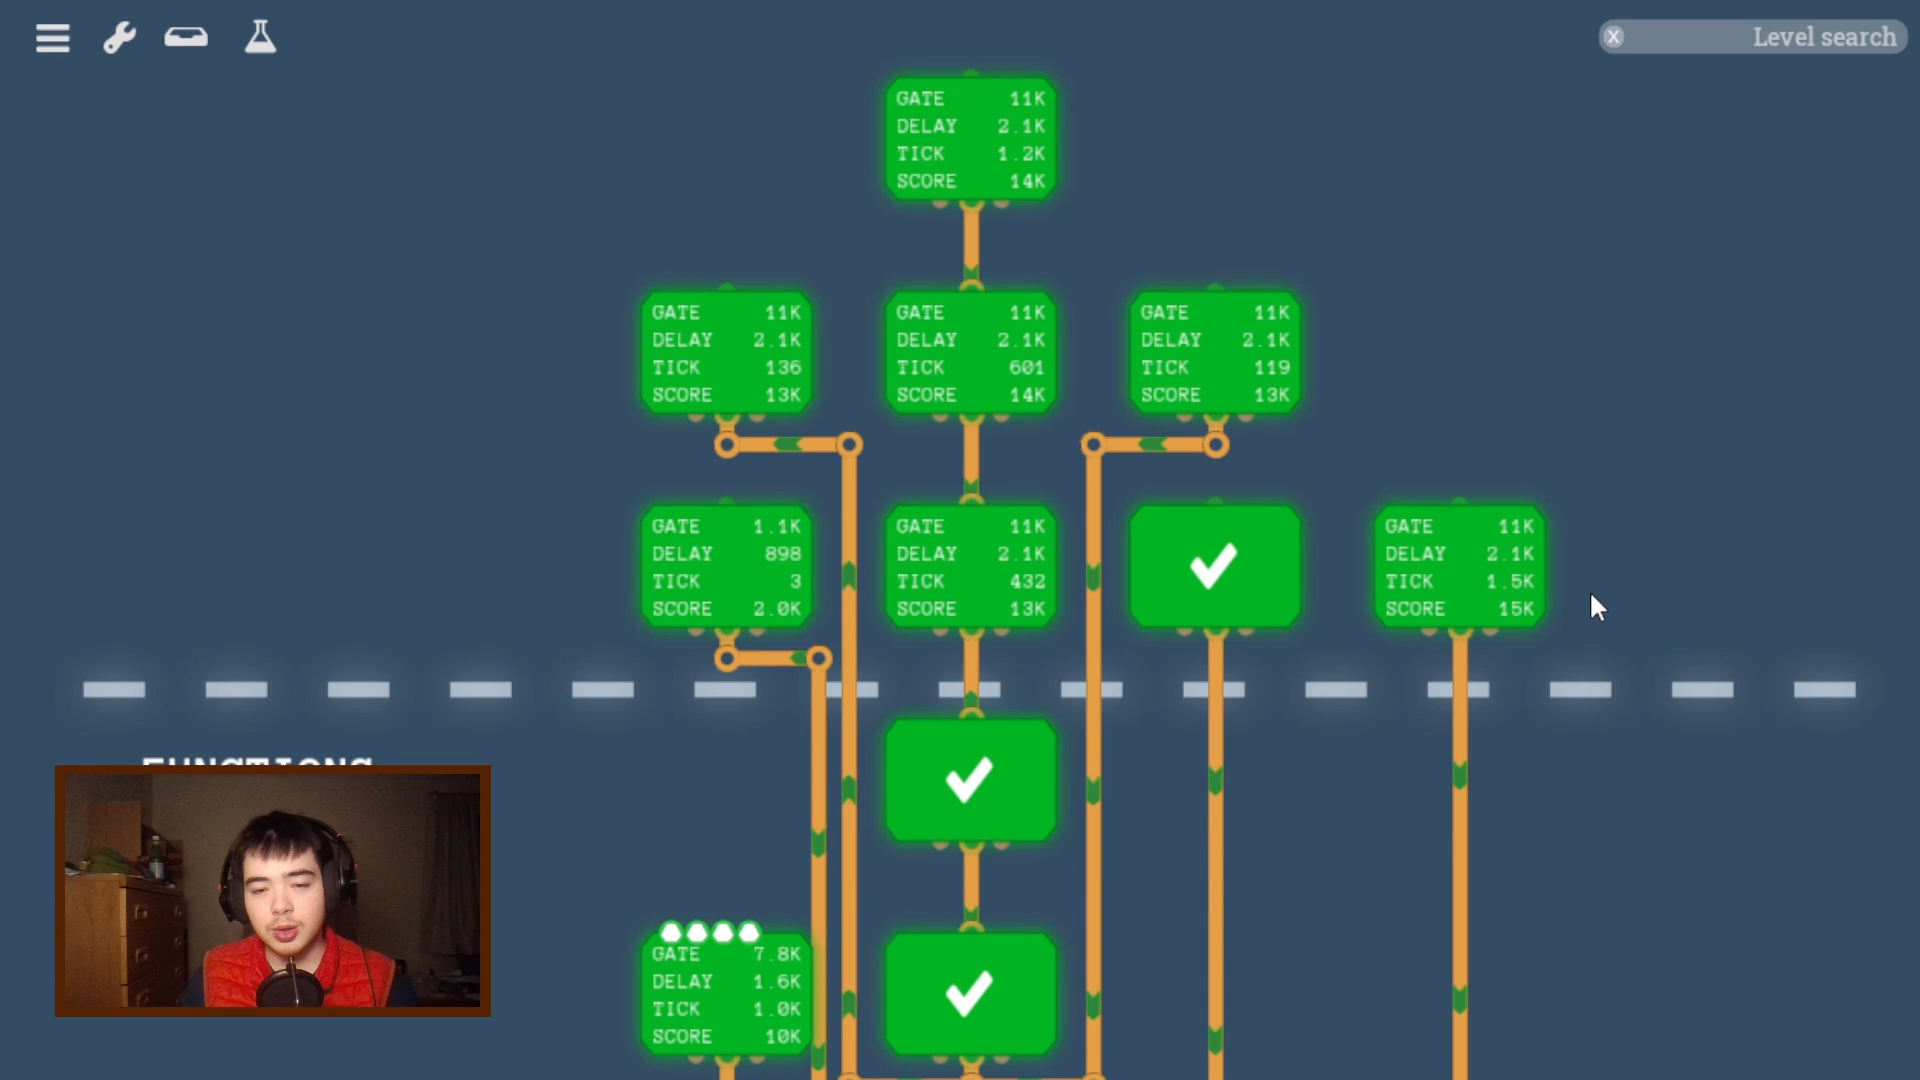 X Level search
GATE 11K
DELAY 2.1K
TICK 1.2K
SCORE 14K
GATE 11K
DELAY 2.1K
TICK 136
SCORE 13K
GATE 11K
DELAY 2.1K
TICK 601
SCORE 14K
GATE 11K
DELAY 2.1K
TICK 119
SCORE 13K
GATE 1.1K
DELAY 898
TICK 3
SCORE 2.0K
GATE 11K
DELAY 2.1K
TICK 432
SCORE 13K
GATE 11K
DELAY 2.1K
TICK 1.5K
SCORE 15K
FUNCTIONS
GATE 7.8K
DELAY 1.6K
TICK 1.0K
SCORE 10K